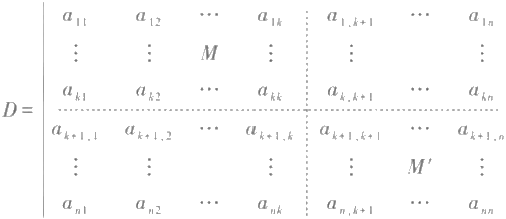 a₁₁ a₁₂ ⋯ a₁ₖ a₁,ₖ₊₁ ⋯ a₁ₙ
⋮ ⋮ M ⋮ ⋮ ⋮
aₖ₁ aₖ₂ ⋯ aₖₖ aₖ,ₖ₊₁ ⋯ aₖₙ
D =
aₖ₊₁,₁ aₖ₊₁,₂ ⋯ aₖ₊₁,ₖ aₖ₊₁,ₖ₊₁ ⋯ aₖ₊₁,ₙ
⋮ ⋮ ⋮ ⋮ M′ ⋮
aₙ₁ aₙ₂ ⋯ aₙₖ aₙ,ₖ₊₁ ⋯ aₙₙ